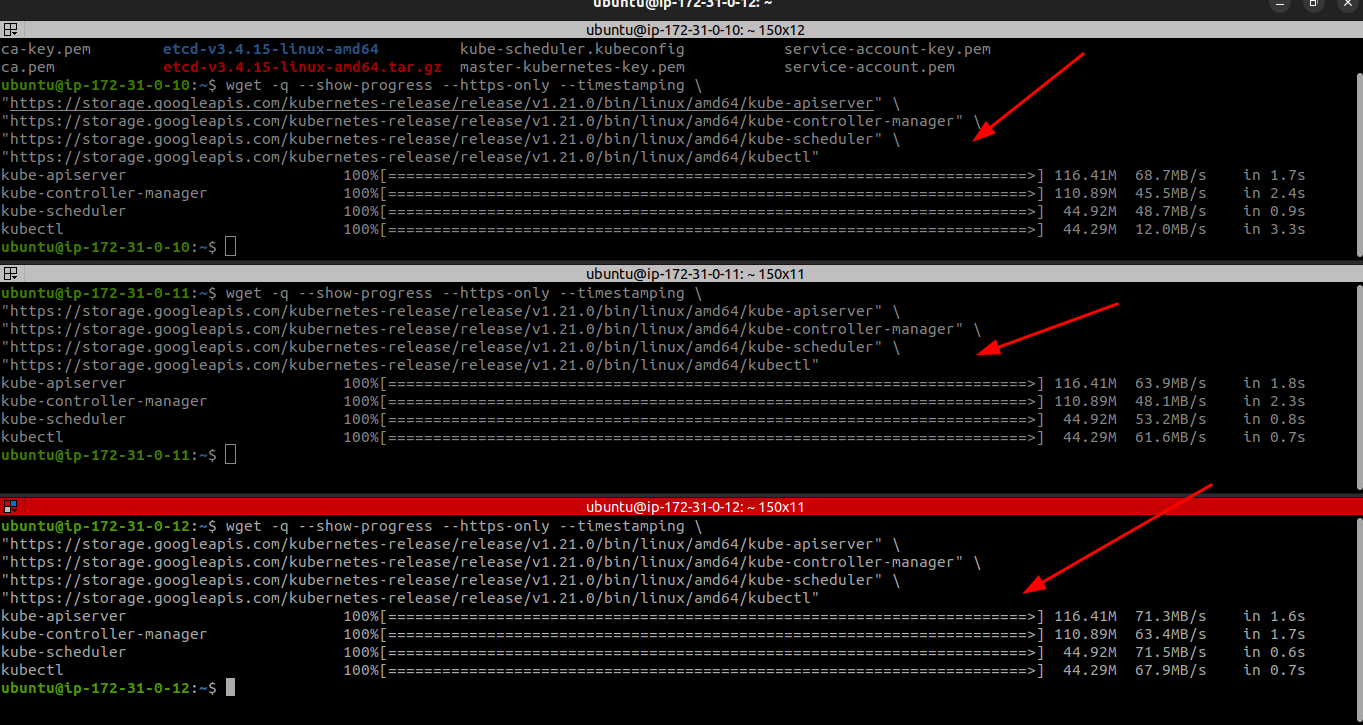 ubuntu@ip-172-31-0-12: ~
ubuntu@ip-172-31-0-10: ~ 150x12
ca-key.pem etcd-v3.4.15-linux-amd64 kube-scheduler.kubeconfig service-account-key.pem
ca.pem etcd-v3.4.15-linux-amd64.tar.gz master-kubernetes-key.pem service-account.pem
ubuntu@ip-172-31-0-10:~$ wget -q --show-progress --https-only --timestamping \
"https://storage.googleapis.com/kubernetes-release/release/v1.21.0/bin/linux/amd64/kube-apiserver" \
"https://storage.googleapis.com/kubernetes-release/release/v1.21.0/bin/linux/amd64/kube-controller-manager" \
"https://storage.googleapis.com/kubernetes-release/release/v1.21.0/bin/linux/amd64/kube-scheduler" \
"https://storage.googleapis.com/kubernetes-release/release/v1.21.0/bin/linux/amd64/kubectl"
kube-apiserver 100%[=======================================================================>] 116.41M 68.7MB/s in 1.7s
kube-controller-manager 100%[=======================================================================>] 110.89M 45.5MB/s in 2.4s
kube-scheduler 100%[=======================================================================>] 44.92M 48.7MB/s in 0.9s
kubectl 100%[=======================================================================>] 44.29M 12.0MB/s in 3.3s
ubuntu@ip-172-31-0-10:~$
ubuntu@ip-172-31-0-11: ~ 150x11
ubuntu@ip-172-31-0-11:~$ wget -q --show-progress --https-only --timestamping \
"https://storage.googleapis.com/kubernetes-release/release/v1.21.0/bin/linux/amd64/kube-apiserver" \
"https://storage.googleapis.com/kubernetes-release/release/v1.21.0/bin/linux/amd64/kube-controller-manager" \
"https://storage.googleapis.com/kubernetes-release/release/v1.21.0/bin/linux/amd64/kube-scheduler" \
"https://storage.googleapis.com/kubernetes-release/release/v1.21.0/bin/linux/amd64/kubectl"
kube-apiserver 100%[=======================================================================>] 116.41M 63.9MB/s in 1.8s
kube-controller-manager 100%[=======================================================================>] 110.89M 48.1MB/s in 2.3s
kube-scheduler 100%[=======================================================================>] 44.92M 53.2MB/s in 0.8s
kubectl 100%[=======================================================================>] 44.29M 61.6MB/s in 0.7s
ubuntu@ip-172-31-0-11:~$
ubuntu@ip-172-31-0-12: ~ 150x11
ubuntu@ip-172-31-0-12:~$ wget -q --show-progress --https-only --timestamping \
"https://storage.googleapis.com/kubernetes-release/release/v1.21.0/bin/linux/amd64/kube-apiserver" \
"https://storage.googleapis.com/kubernetes-release/release/v1.21.0/bin/linux/amd64/kube-controller-manager" \
"https://storage.googleapis.com/kubernetes-release/release/v1.21.0/bin/linux/amd64/kube-scheduler" \
"https://storage.googleapis.com/kubernetes-release/release/v1.21.0/bin/linux/amd64/kubectl"
kube-apiserver 100%[=======================================================================>] 116.41M 71.3MB/s in 1.6s
kube-controller-manager 100%[=======================================================================>] 110.89M 63.4MB/s in 1.7s
kube-scheduler 100%[=======================================================================>] 44.92M 71.5MB/s in 0.6s
kubectl 100%[=======================================================================>] 44.29M 67.9MB/s in 0.7s
ubuntu@ip-172-31-0-12:~$